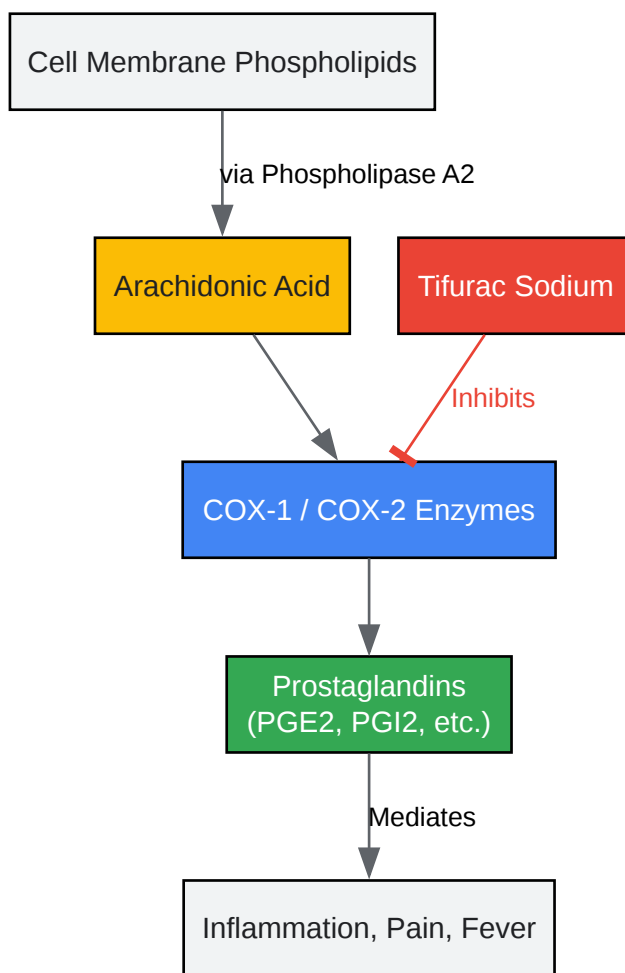 Cell Membrane Phospholipids
via Phospholipase A2
Arachidonic Acid
Tifurac Sodium
Inhibits
COX-1 / COX-2 Enzymes
Prostaglandins
(PGE2, PGI2, etc.)
Mediates
Inflammation, Pain, Fever